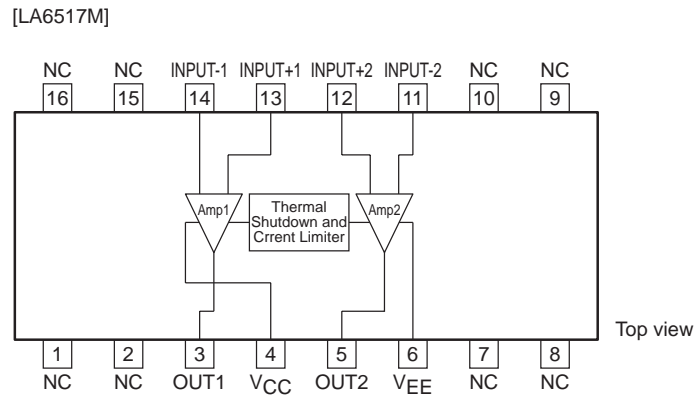 [LA6517M]
NC NC INPUT-1 INPUT+1 INPUT+2 INPUT-2 NC NC
16 15 14 13 12 11 10 9
Amp1
Thermal
Shutdown and
Crrent Limiter
Amp2
Top view
1 2 3 4 5 6 7 8
NC NC OUT1 VCC OUT2 VEE NC NC